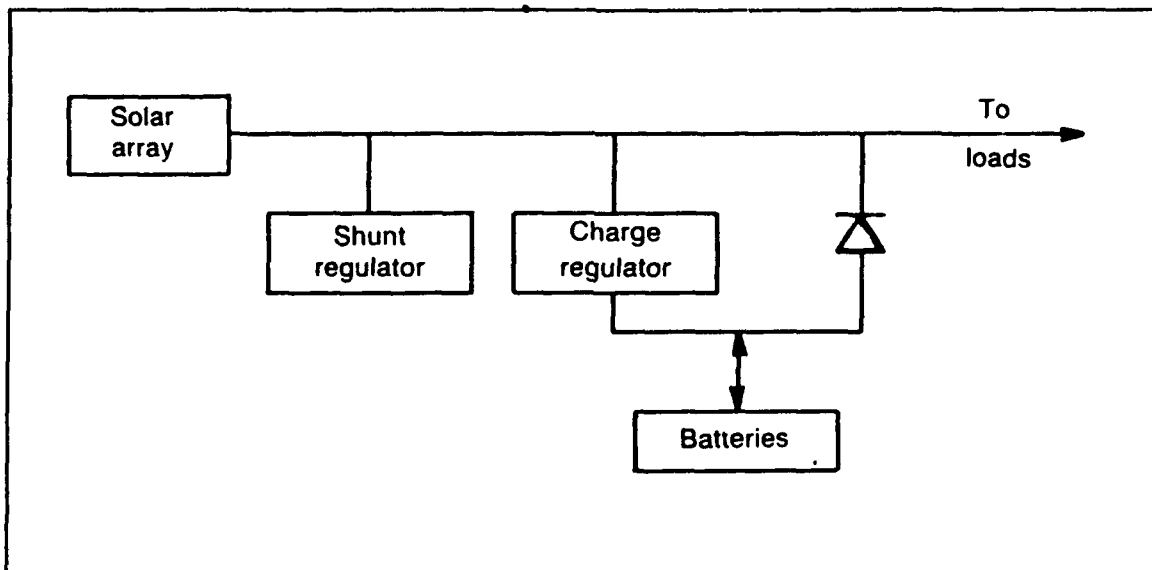 Solar
array
To
loads
Shunt
regulator
Charge
regulator
Batteries